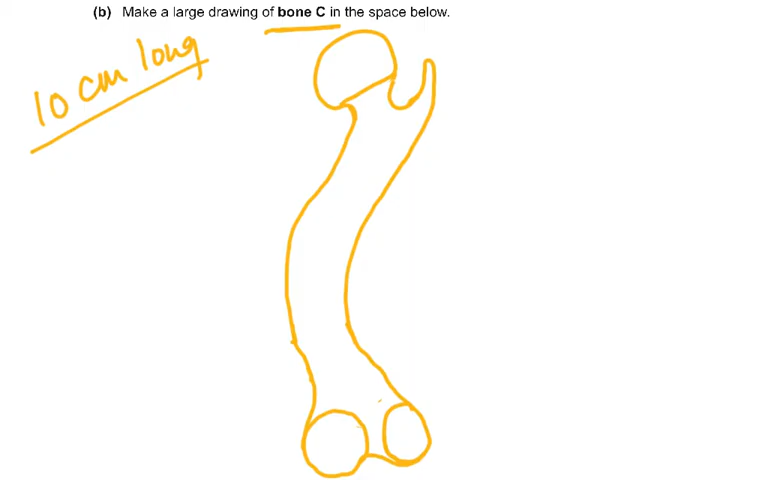 (b) Make a large drawing of bone C in the space below.
10 cm long